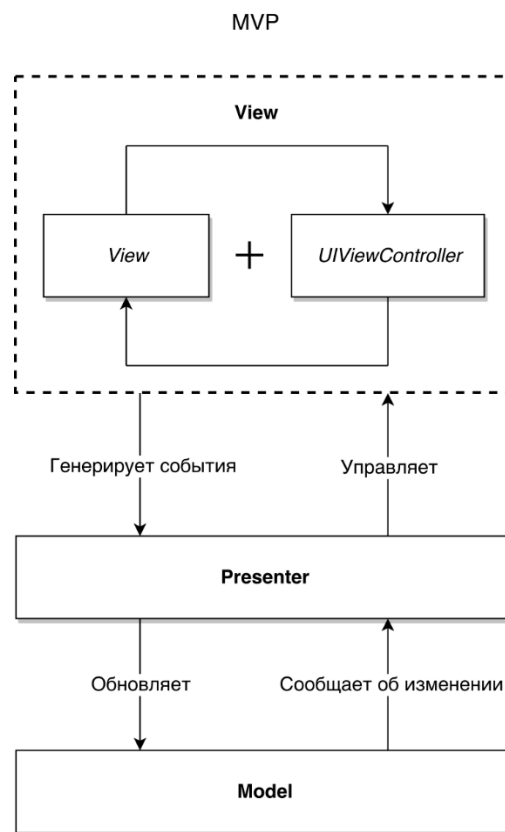 MVP
View
View
+
UIViewController
Генерирует события
Управляет
Presenter
Обновляет
Сообщает об изменении
Model